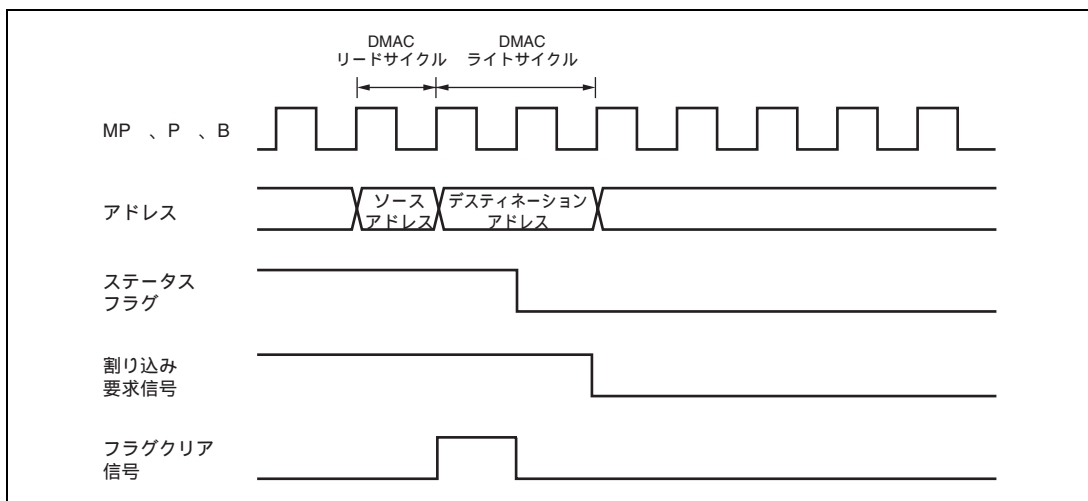 DMAC
リードサイクル
DMAC
ライトサイクル
MP 、P 、B
アドレス
ソース
アドレス
デスティネーション
アドレス
ステータス
フラグ
割り込み
要求信号
フラグクリア
信号